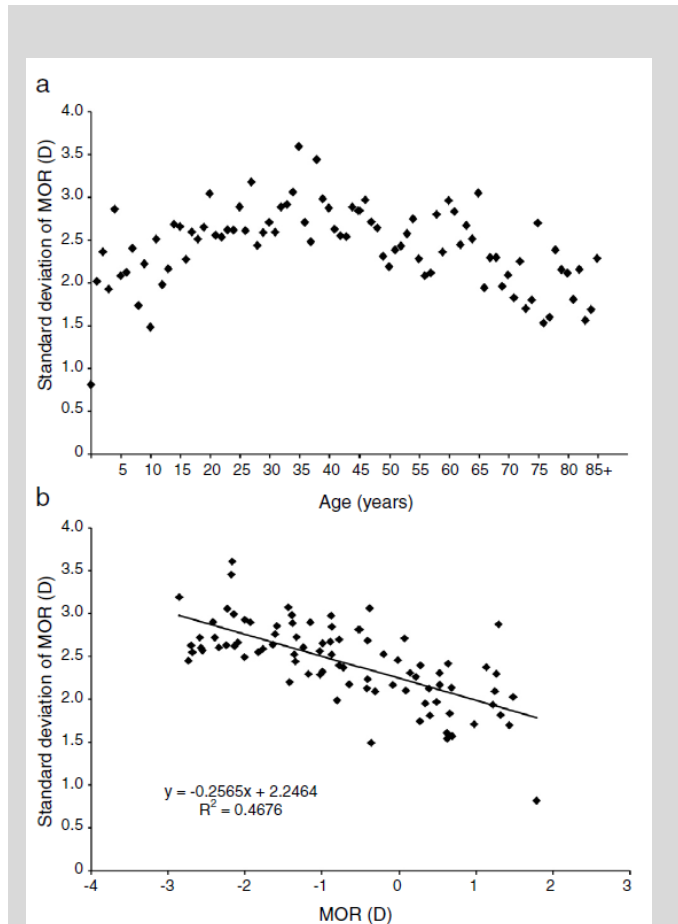 a
4.0
3.5
3.0
2.5
2.0
1.5
1.0
0.5
0
Standard deviation of MOR (D)
5 10 15 20 25 30 35 40 45 50 55 60 65 70 75 80 85+
Age (years)
b
4.0
3.5
3.0
2.5
2.0
1.5
1.0
0.5
0
Standard deviation of MOR (D)
y = -0.2565x + 2.2464
R² = 0.4676
-4 -3 -2 -1 0 1 2 3
MOR (D)